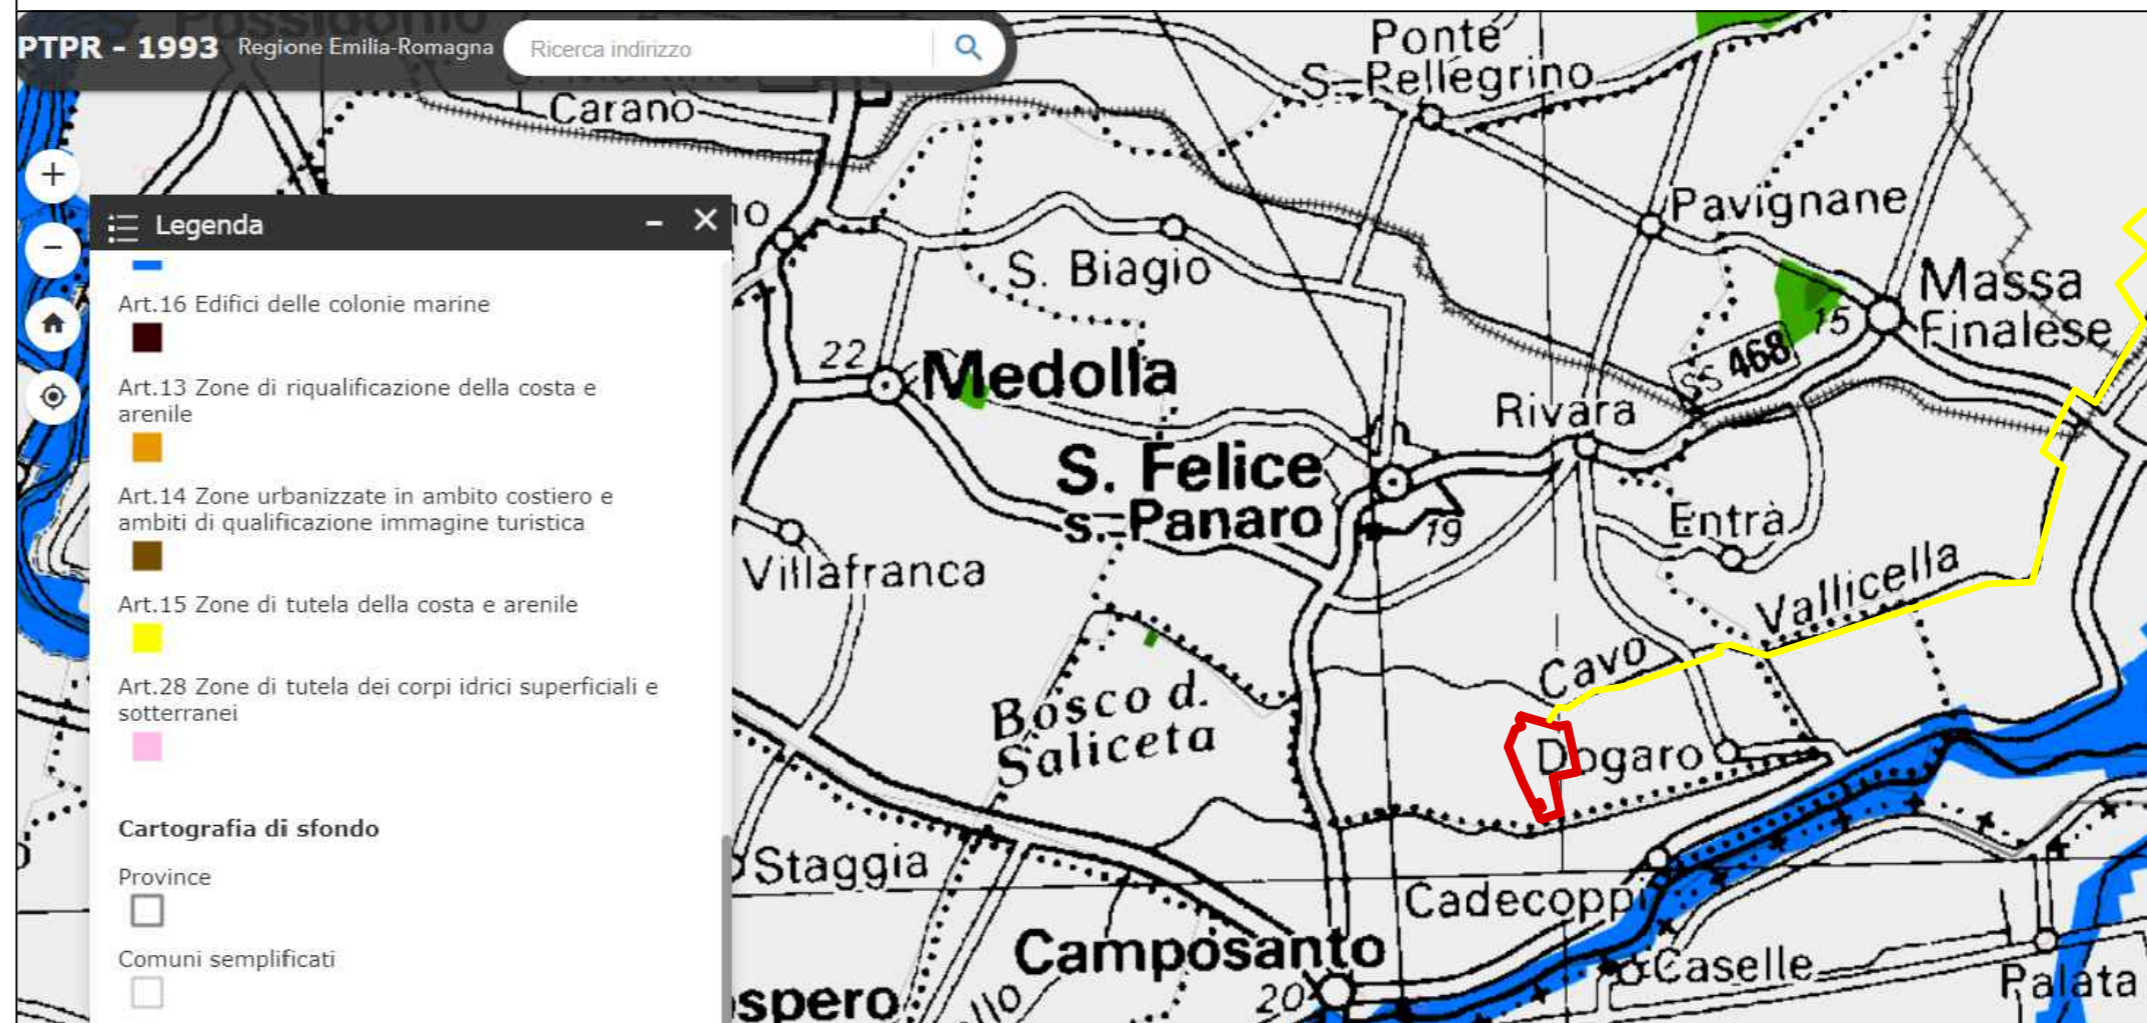 PTPR - 1993 Regione Emilia-Romagna
Ricerca indirizzo
Legenda
Art.16 Edifici delle colonie marine
Art.13 Zone di riqualificazione della costa e
arenile
Art.14 Zone urbanizzate in ambito costiero e
ambiti di qualificazione immagine turistica
Art.15 Zone di tutela della costa e arenile
Art.28 Zone di tutela dei corpi idrici superficiali e
sotterranei
Cartografia di sfondo
Province
Comuni semplificati
Carano
Ponte
S. Pellegrino
Pavignane
Massa
Finalese
15
SS 468
S. Biagio
22
Medolla
Rivara
S. Felice
s. Panaro
19
Entrà
Villafranca
Cavo Vallicella
Bosco d.
Saliceta
Dogaro
Staggia
Cadecoppi
Camposanto
20
Caselle
Palata
spero